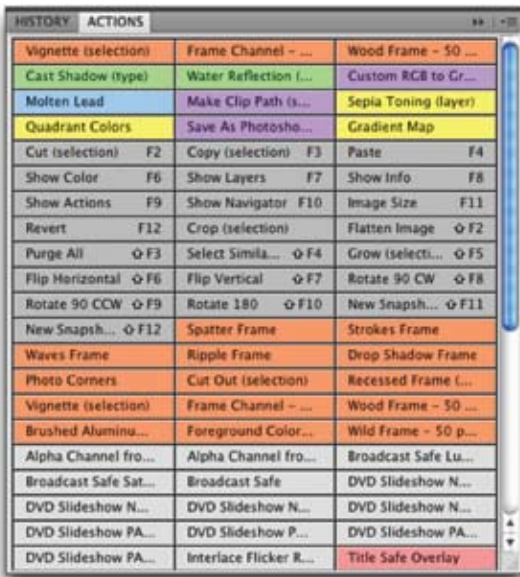 HISTORY ACTIONS
Vignette (selection) Frame Channel – ... Wood Frame – 50 ...
Cast Shadow (type) Water Reflection (... Custom RGB to Gr...
Molten Lead Make Clip Path (s... Sepia Toning (layer)
Quadrant Colors Save As Photosho... Gradient Map
Cut (selection) F2 Copy (selection) F3 Paste F4
Show Color F6 Show Layers F7 Show Info F8
Show Actions F9 Show Navigator F10 Image Size F11
Revert F12 Crop (selection) Flatten Image ⇧F2
Purge All ⇧F3 Select Simila... ⇧F4 Grow (selecti... ⇧F5
Flip Horizontal ⇧F6 Flip Vertical ⇧F7 Rotate 90 CW ⇧F8
Rotate 90 CCW ⇧F9 Rotate 180 ⇧F10 New Snapsh... ⇧F11
New Snapsh... ⇧F12 Spatter Frame Strokes Frame
Waves Frame Ripple Frame Drop Shadow Frame
Photo Corners Cut Out (selection) Recessed Frame (...
Vignette (selection) Frame Channel – ... Wood Frame – 50 ...
Brushed Aluminu... Foreground Color... Wild Frame – 50 p...
Alpha Channel fro... Alpha Channel fro... Broadcast Safe Lu...
Broadcast Safe Sat... Broadcast Safe DVD Slideshow N...
DVD Slideshow N... DVD Slideshow N... DVD Slideshow N...
DVD Slideshow PA... DVD Slideshow P... DVD Slideshow PA...
DVD Slideshow PA... Interlace Flicker R... Title Safe Overlay